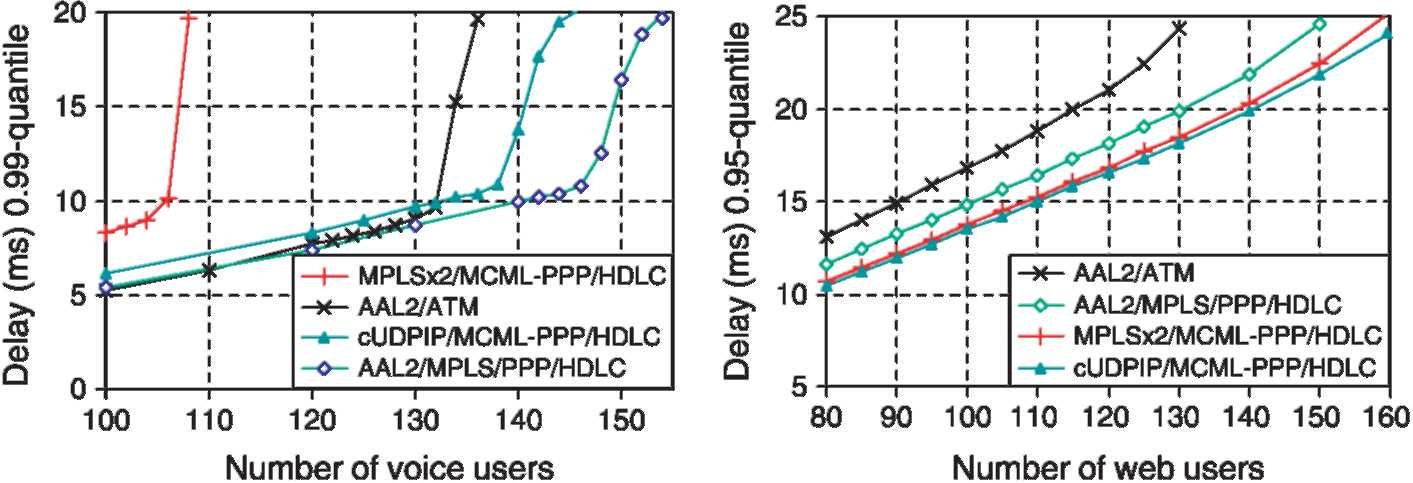 Delay (ms) 0.99-quantile
20
15
10
5
0
100 110 120 130 140 150
Number of voice users
MPLSx2/MCML-PPP/HDLC
AAL2/ATM
cUDPIP/MCML-PPP/HDLC
AAL2/MPLS/PPP/HDLC
Delay (ms) 0.95-quantile
25
20
15
10
5
80 90 100 110 120 130 140 150 160
Number of web users
AAL2/ATM
AAL2/MPLS/PPP/HDLC
MPLSx2/MCML-PPP/HDLC
cUDPIP/MCML-PPP/HDLC